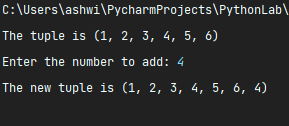 C:\Users\ashwi\PycharmProjects\PythonLab\
The tuple is (1, 2, 3, 4, 5, 6)
Enter the number to add: 4
The new tuple is (1, 2, 3, 4, 5, 6, 4)